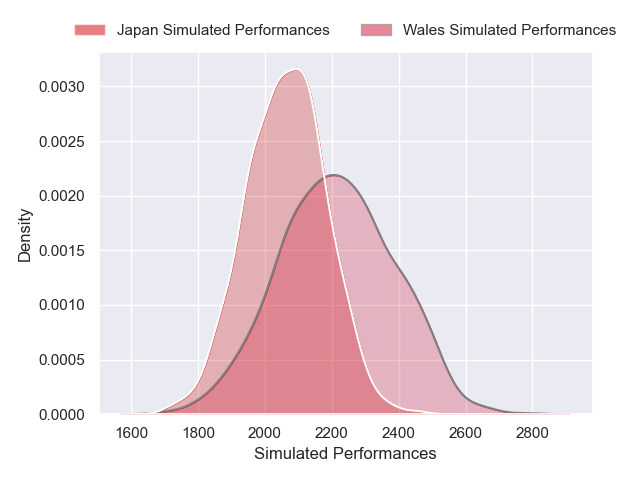 Japan Simulated Performances Wales Simulated Performances
0.0030
0.0025
0.0020
0.0015
0.0010
0.0005
0.0000
Density
1600 1800 2000 2200 2400 2600 2800
Simulated Performances